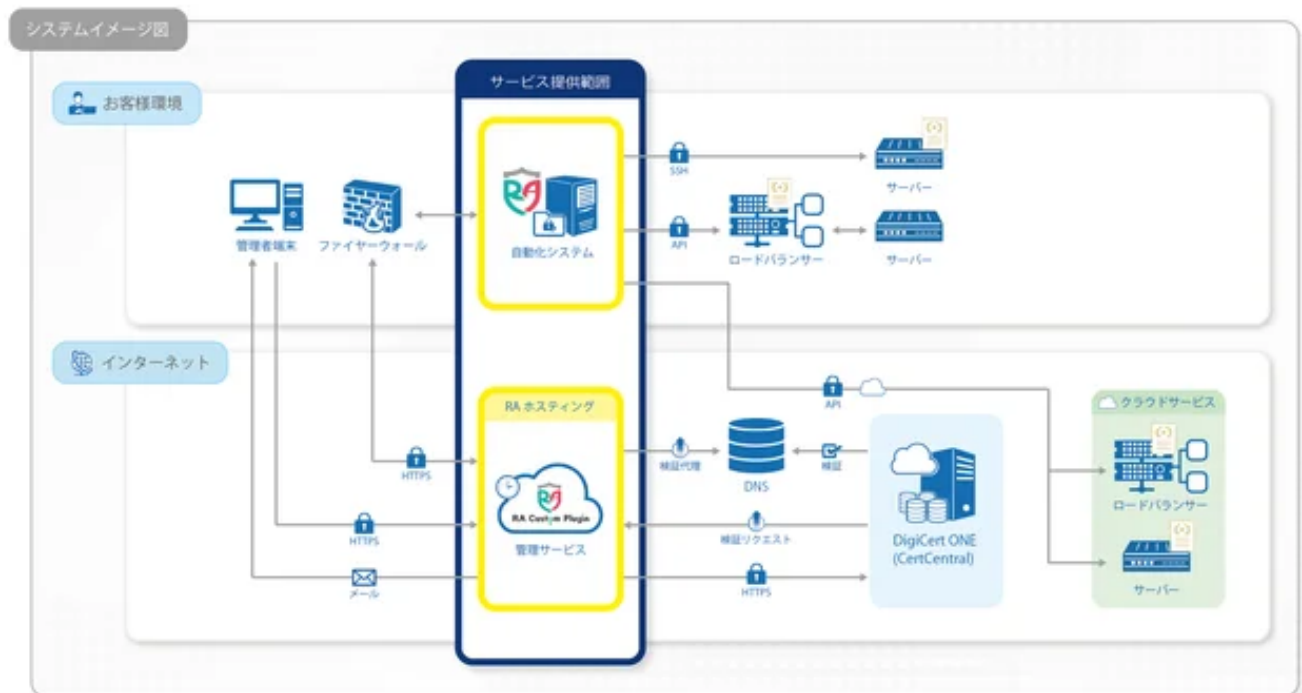 システムイメージ図
サービス提供範囲
お客様環境
RA
自動化システム
SSH
サーバー
管理者端末
ファイヤーウォール
API
ロードバランサー
サーバー
インターネット
API
クラウドサービス
RA ホスティング
HTTPS
検証代理
DNS
検証
ロードバランサー
RA
RA Custom Plugin
管理サービス
HTTPS
検証リクエスト
DigiCert ONE
(CertCentral)
メール
HTTPS
サーバー